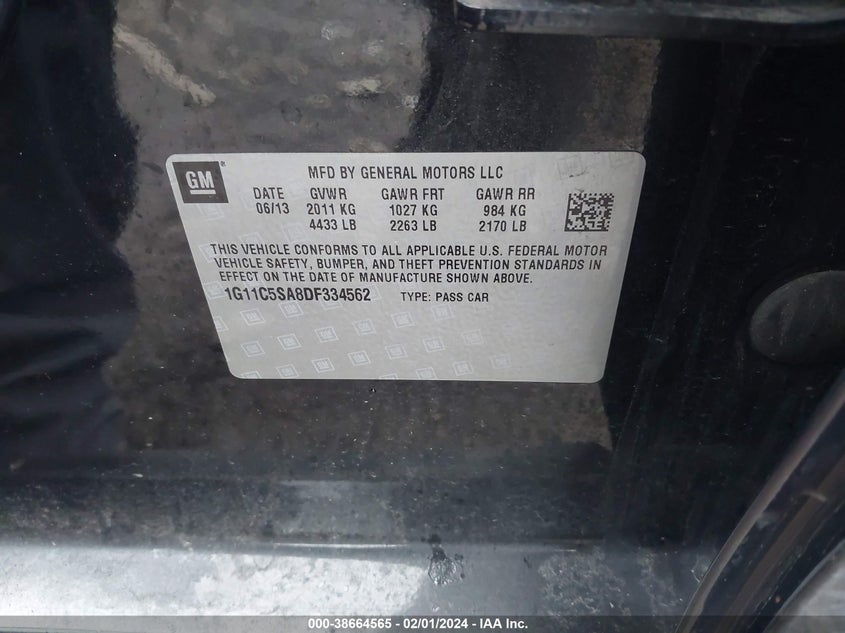 GM
MFD BY GENERAL MOTORS LLC
DATE GVWR GAWR FRT GAWR RR
06/13 2011 KG 1027 KG 984 KG
4433 LB 2263 LB 2170 LB
THIS VEHICLE CONFORMS TO ALL APPLICABLE U.S. FEDERAL MOTOR
VEHICLE SAFETY, BUMPER, AND THEFT PREVENTION STANDARDS IN
EFFECT ON THE DATE OF MANUFACTURE SHOWN ABOVE.
1G11C5SA8DF334562 TYPE: PASS CAR
000-38664565 - 02/01/2024 - IAA Inc.